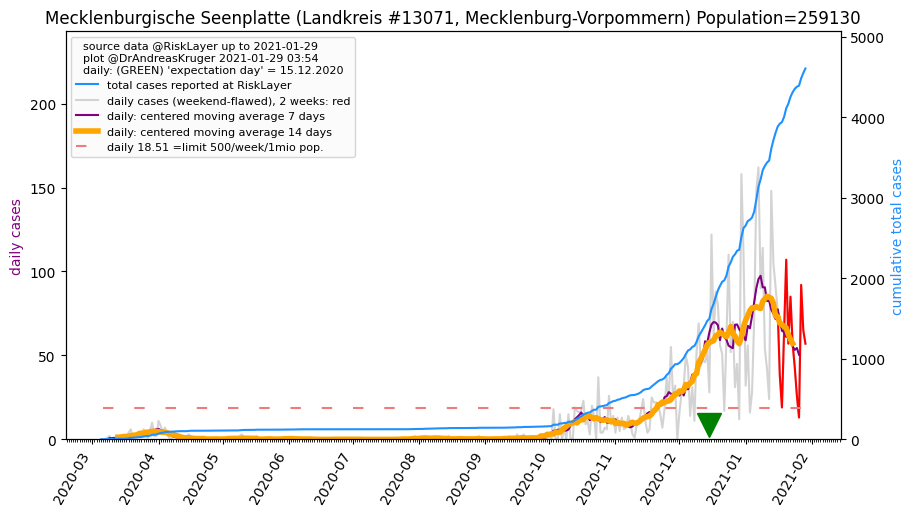 Mecklenburgische Seenplatte (Landkreis #13071, Mecklenburg-Vorpommern) Population=259130
source data @RiskLayer up to 2021-01-29
plot @DrAndreasKruger 2021-01-29 03:54
daily: (GREEN) 'expectation day' = 15.12.2020
total cases reported at RiskLayer
daily cases (weekend-flawed), 2 weeks: red
daily: centered moving average 7 days
daily: centered moving average 14 days
daily 18.51 =limit 500/week/1mio pop.
daily cases
200
150
100
50
0
5000
4000
3000
2000
1000
0
cumulative total cases
2020-03
2020-04
2020-05
2020-06
2020-07
2020-08
2020-09
2020-10
2020-11
2020-12
2021-01
2021-02